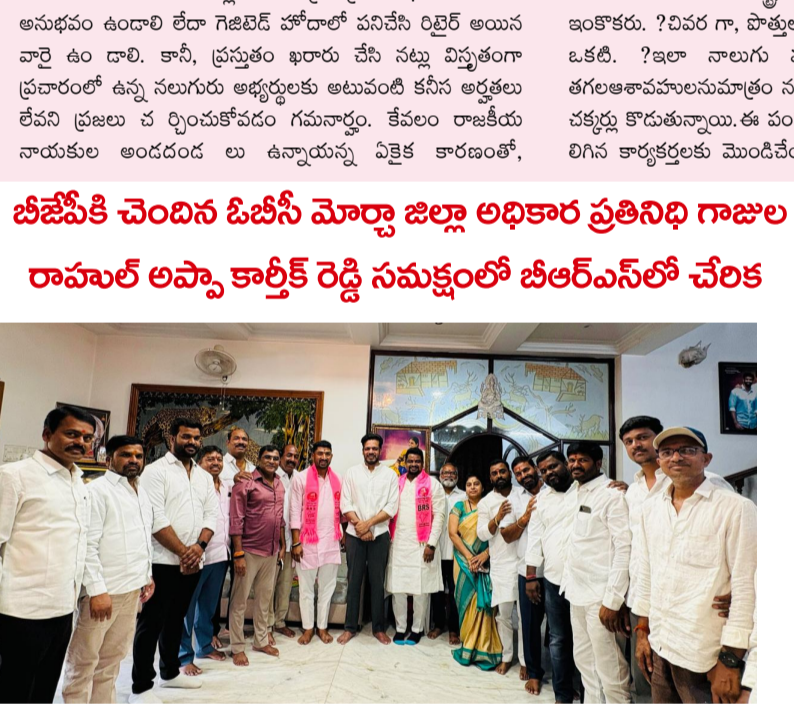 అనుభవం ఉండాలి లేదా గెజిటెడ్ హోదాలో పనిచేసి రిటైర్ అయిన
వారై ఉం డాలి. కానీ, ప్రస్తుతం ఖరారు చేసి నట్లు విస్తృతంగా
ప్రచారంలో ఉన్న నలుగురు అభ్యర్థులకు అటువంటి కనీస అర్హతలు
లేవని ప్రజలు చ ర్చించుకోవడం గమనార్హం. కేవలం రాజకీయ
నాయకుల అండదండ లు ఉన్నాయన్న ఏకైక కారణంతో,
ఇంకొకరు. ?చివర గా,
ఒకటి. ?ఇలా నాలుగు
తగలఆశావహులనుమాత్రం
చక్కర్లు కొడుతున్నాయి.ఈ
లిగిన కార్యకర్తలకు
బీజేపీకి చెందిన ఓబీసీ మోర్చా జిల్లా అధికార ప్రతినిధి గాజుల
రాహుల్ అప్పా కార్తీక్ రెడ్డి సమక్షంలో బీఆర్ఎస్‌లో చేరిక
BRS